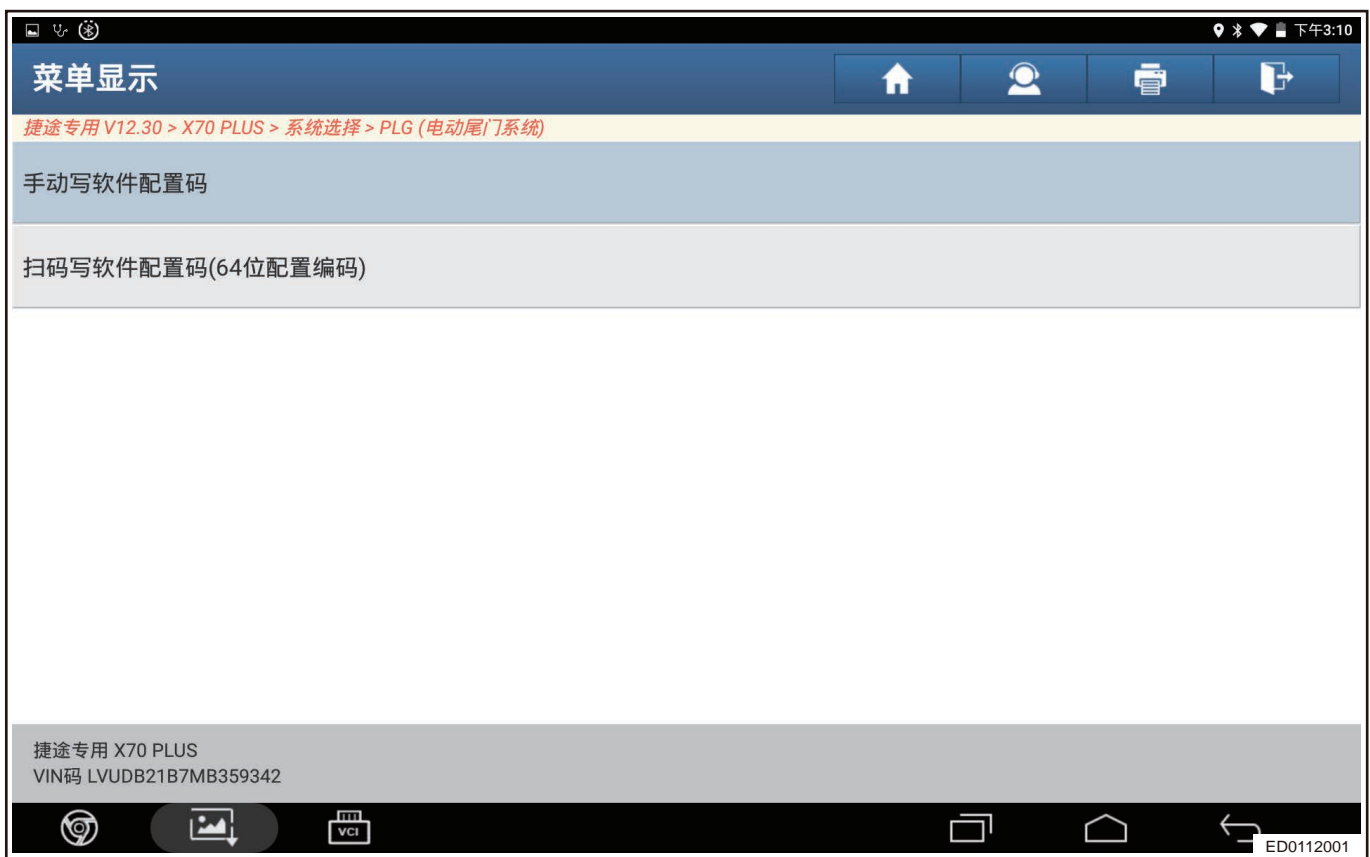 下午3:10
菜单显示
捷途专用 V12.30 > X70 PLUS > 系统选择 > PLG (电动尾门系统)
手动写软件配置码
扫码写软件配置码(64位配置编码)
捷途专用 X70 PLUS
VIN码 LVUDB21B7MB359342
VCI
ED0112001